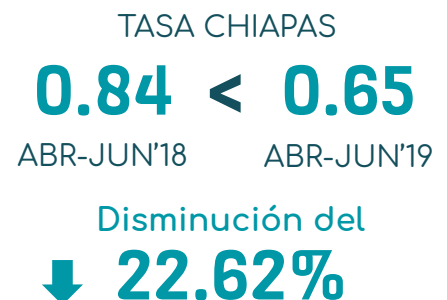 TASA CHIAPAS
0.84 < 0.65
ABR-JUN'18 ABR-JUN'19
Disminución del
22.62%